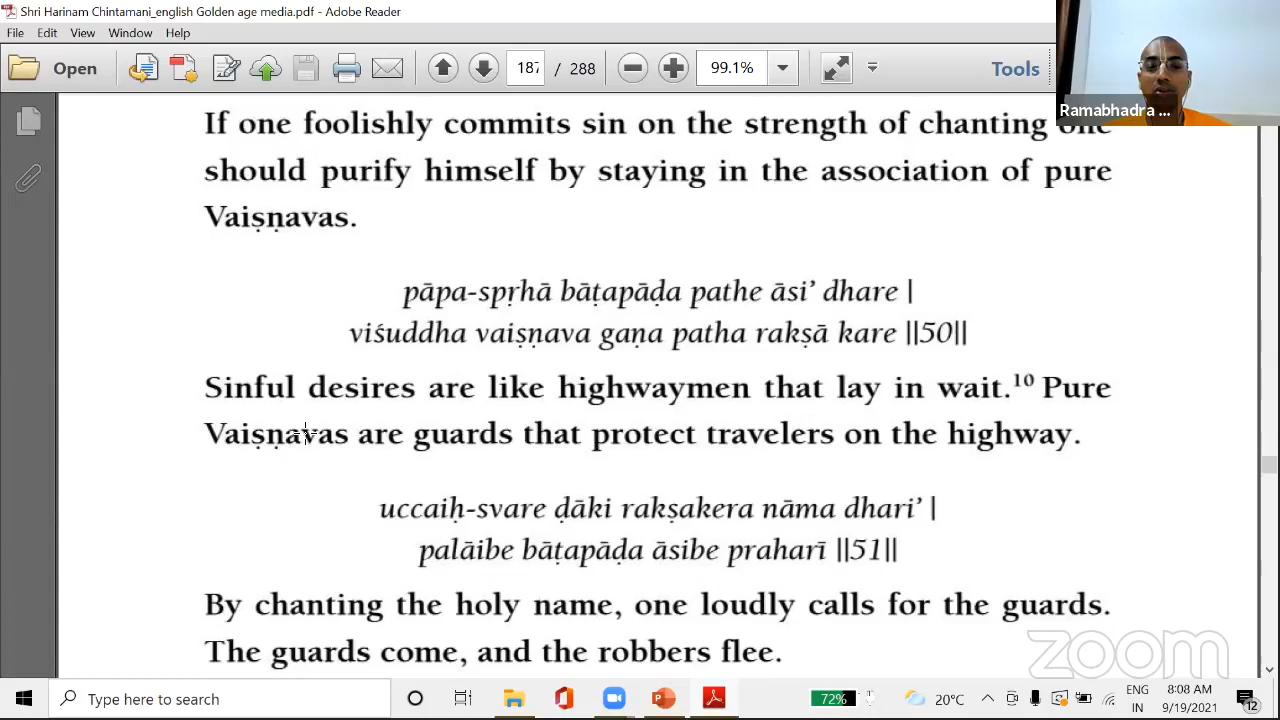 Shri Harinam Chintamani_english Golden age media.pdf - Adobe Reader
File Edit View Window Help
Open 187 / 288 99.1% Tools
Ramabhadra ...
If one foolishly commits sin on the strength of chanting one
should purify himself by staying in the association of pure
Vaiṣṇavas.
pāpa-spṛhā bāṭapāḍa pathe āsi’ dhare |
viśuddha vaiṣṇava gaṇa patha rakṣā kare ||50||
Sinful desires are like highwaymen that lay in wait.¹⁰ Pure
Vaiṣṇavas are guards that protect travelers on the highway.
uccaiḥ-svare ḍāki rakṣakera nāma dhari’ |
palāibe bāṭapāḍa āsibe praharī ||51||
By chanting the holy name, one loudly calls for the guards.
The guards come, and the robbers flee.
zoom
Type here to search 72% 20°C ENG 8:08 AM
IN 9/19/2021 12